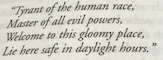 "Tyrant of the human race,
Master of all evil powers,
Welcome to this gloomy place,
Lie here safe in daylight hours."